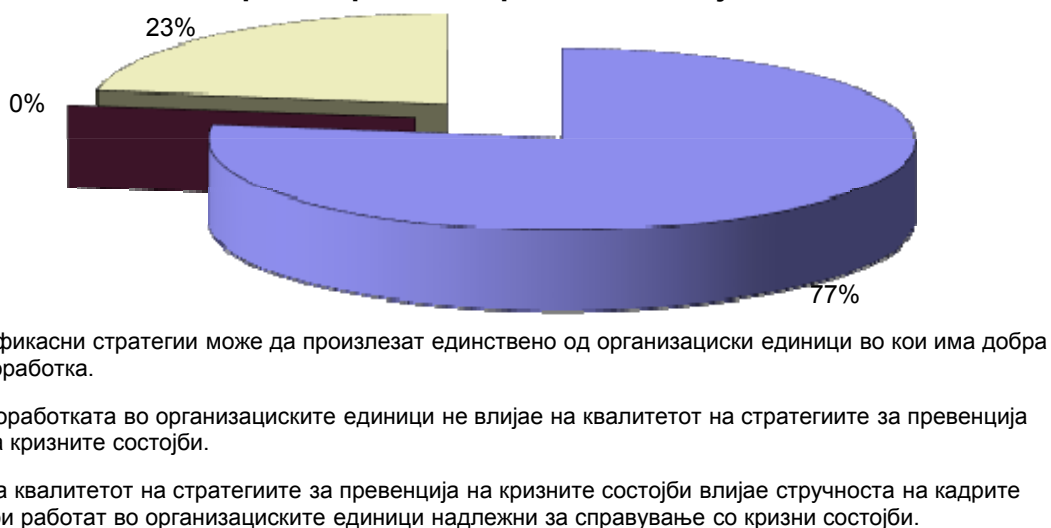 23%
0%
77%
фикасни стратегии може да произлезат единствено од организациски единици во кои има добра
работка.
оработката во организациските единици не влијае на квалитетот на стратегиите за превенција
кризните состојби.
а квалитетот на стратегиите за превенција на кризните состојби влијае стручноста на кадрите
работат во организациските единици надлежни за справување со кризни состојби.